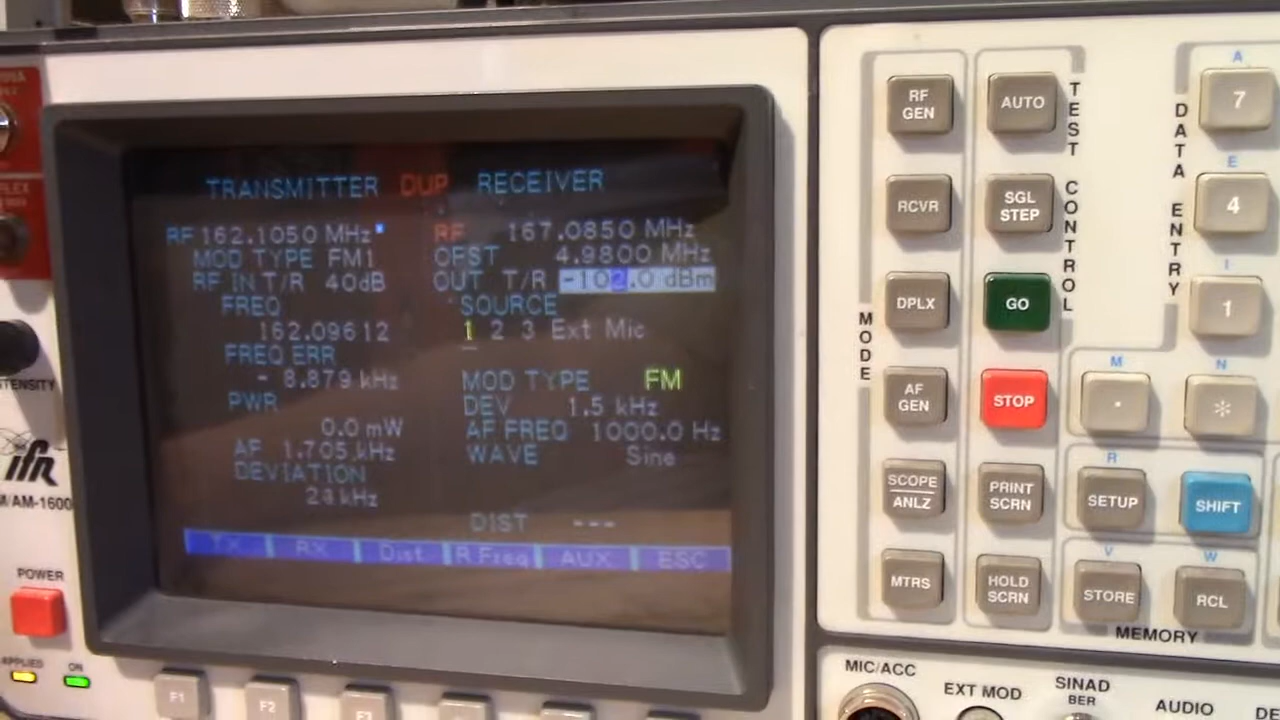 TRANSMITTER DUP RECEIVER
RF 162.1050 MHz
MOD TYPE FM1
RF IN T/R 40dB
FREQ
162.09612
FREQ ERR
- 8.879 kHz
PWR
0.0 mW
AF 1.705 kHz
DEVIATION
kHz
RF 167.0850 MHz
OFST 4.9800 MHz
OUT T/R -102.0 dBm
SOURCE
1 2 3 Ext Mic
MOD TYPE FM
DEV 1.5 kHz
AF FREQ 1000.0 Hz
WAVE Sine
DIST ---
TX RX Dist R Freq AUX ESC
TENSITY
ifr
M/AM-1600
POWER
APPLIED ON
F1 F2
MODE
RF GEN
RCVR
DPLX
AF GEN
SCOPE/ANLZ
MTRS
TEST CONTROL
AUTO
SGL STEP
GO
STOP
PRINT SCRN
HOLD SCRN
DATA ENTRY
A
7
E
4
I
1
M N
. *
R
SETUP SHIFT
V W
STORE RCL
MEMORY
MIC/ACC
EXT MOD
SINAD
BER
AUDIO